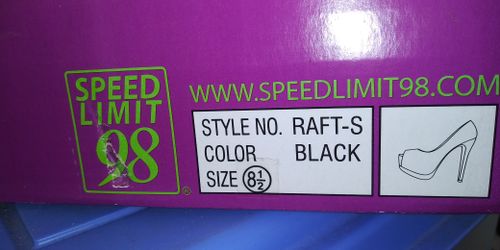 SPEED
LIMIT
98
®
WWW.SPEEDLIMIT98.COM
STYLE NO. RAFT-S
COLOR BLACK
SIZE 8½